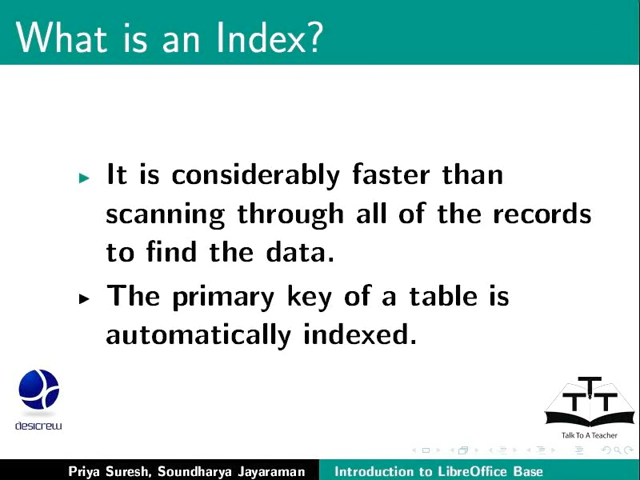 What is an Index?
It is considerably faster than
scanning through all of the records
to find the data.
The primary key of a table is
automatically indexed.
desicrew
T T T
Talk To A Teacher
Priya Suresh, Soundharya Jayaraman Introduction to LibreOffice Base